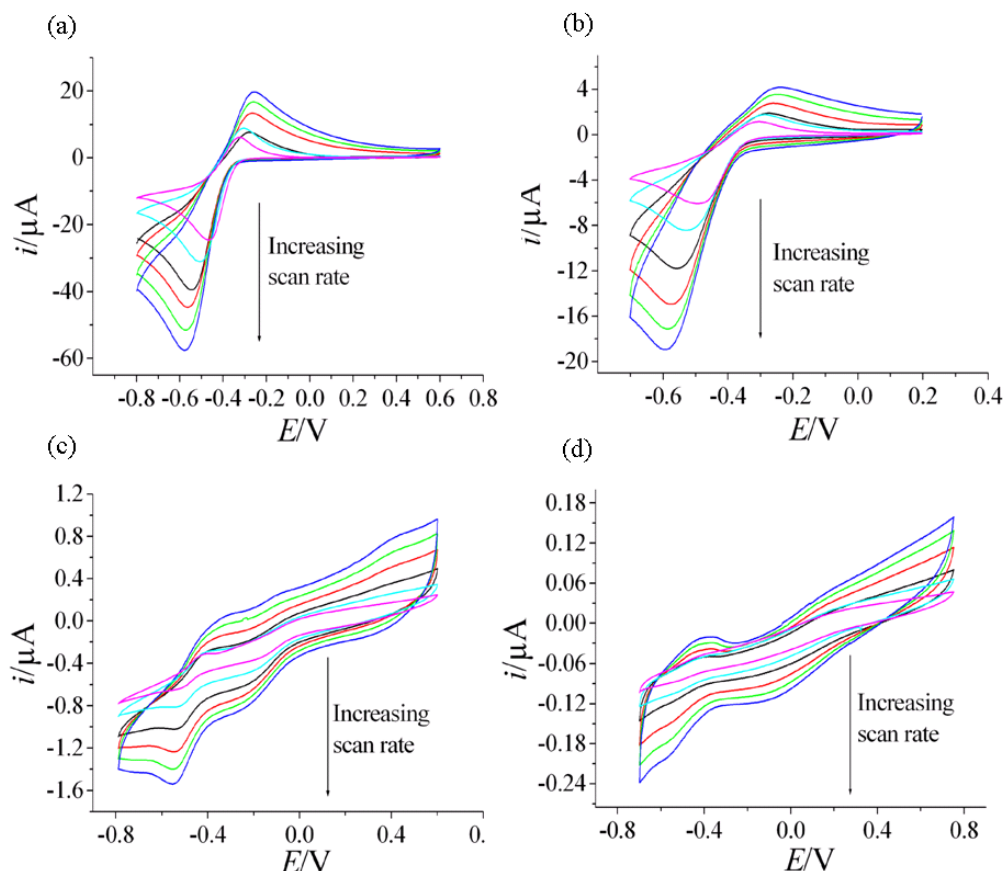 (a)
20
0
-20
-40
-60
i/µA
-0.8 -0.6 -0.4 -0.2 0.0 0.2 0.4 0.6 0.8
E/V
Increasing
scan rate
(b)
4
0
-4
-8
-12
-16
-20
i/µA
-0.6 -0.4 -0.2 0.0 0.2 0.4
E/V
Increasing
scan rate
(c)
1.2
0.8
0.4
0.0
-0.4
-0.8
-1.2
-1.6
i/µA
-0.8 -0.4 0.0 0.4 0.
E/V
Increasing
scan rate
(d)
0.18
0.12
0.06
0.00
-0.06
-0.12
-0.18
-0.24
i/µA
-0.8 -0.4 0.0 0.4 0.8
E/V
Increasing
scan rate